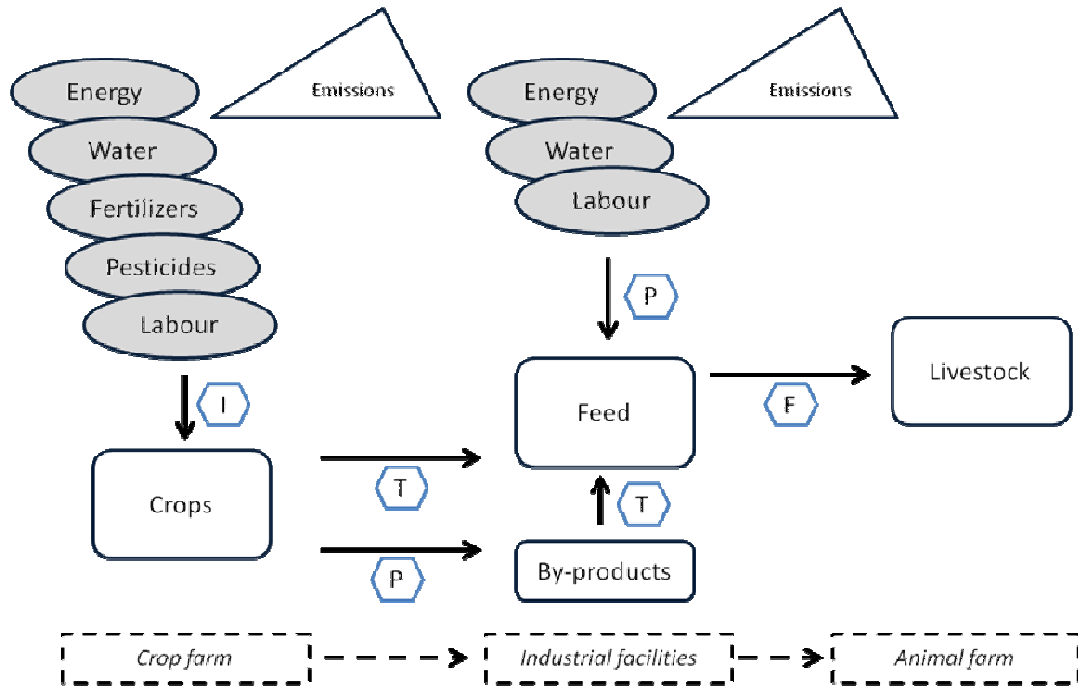 Energy
Water
Fertilizers
Pesticides
Labour
Emissions
Energy
Water
Labour
Emissions
I
P
Crops
T
P
Feed
T
By-products
F
Livestock
Crop farm
Industrial facilities
Animal farm